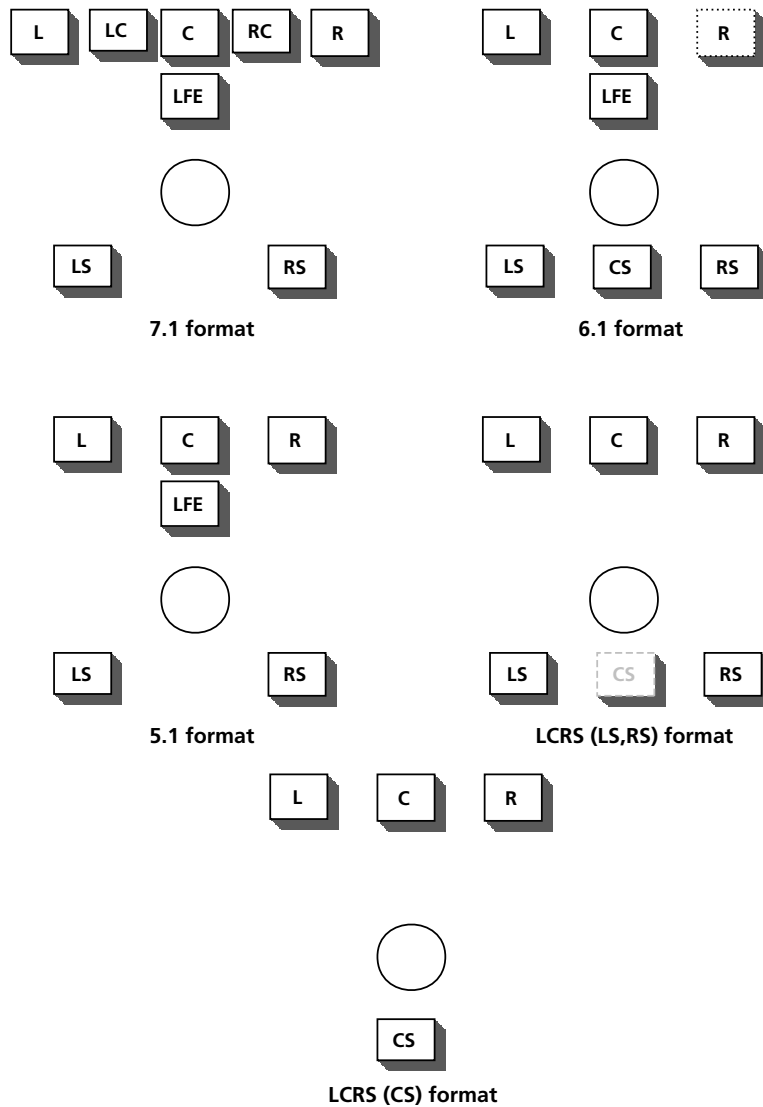 L LC C RC R
LFE
LS RS
7.1 format
L C R
LFE
LS CS RS
6.1 format
L C R
LFE
LS RS
5.1 format
L C R
LS CS RS
LCRS (LS,RS) format
L C R
CS
LCRS (CS) format